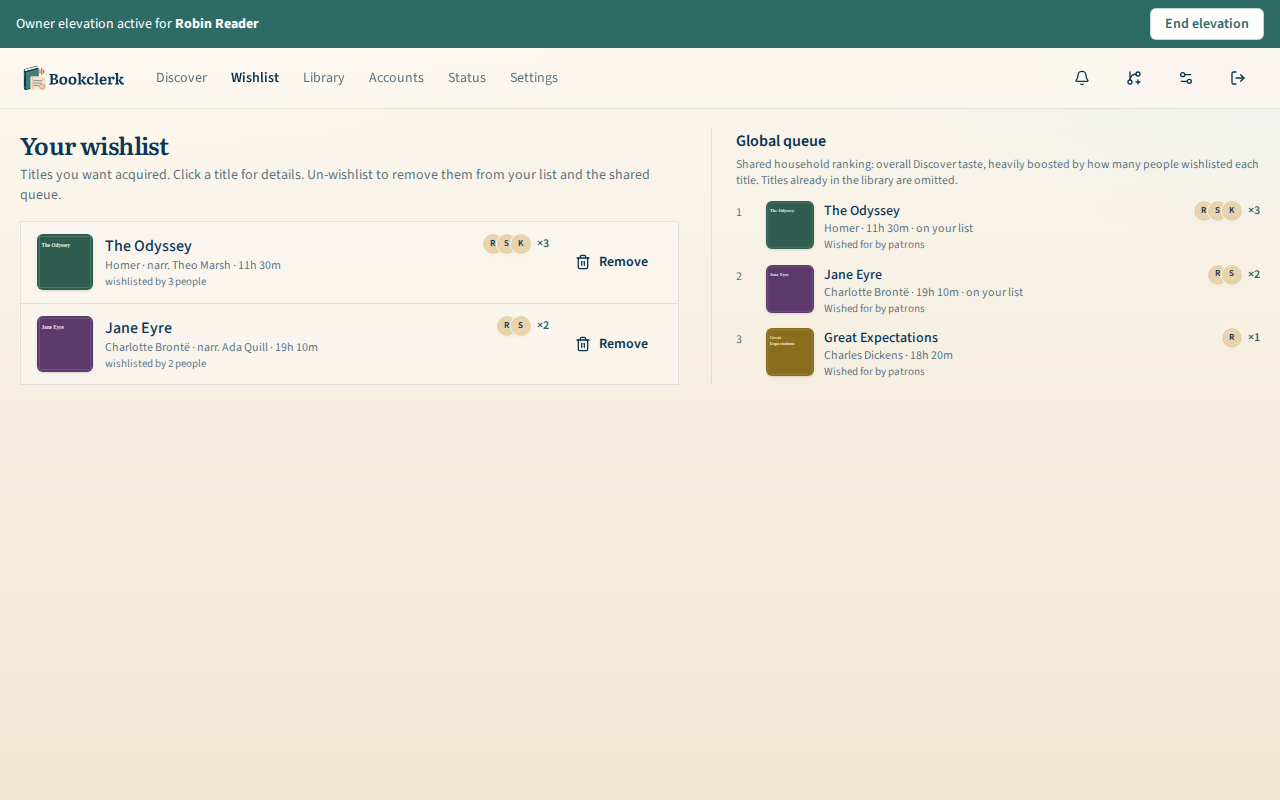 Owner elevation active for Robin Reader
End elevation
Bookclerk
Discover
Wishlist
Library
Accounts
Status
Settings
Your wishlist
Titles you want acquired. Click a title for details. Un-wishlist to remove them from your list and the shared
queue.
The Odyssey
The Odyssey
Homer · narr. Theo Marsh · 11h 30m
wishlisted by 3 people
R S K ×3
Remove
Jane Eyre
Jane Eyre
Charlotte Brontë · narr. Ada Quill · 19h 10m
wishlisted by 2 people
R S ×2
Remove
Global queue
Shared household ranking: overall Discover taste, heavily boosted by how many people wishlisted each
title. Titles already in the library are omitted.
1
The Odyssey
The Odyssey
Homer · 11h 30m · on your list
Wished for by patrons
R S K ×3
2
Jane Eyre
Jane Eyre
Charlotte Brontë · 19h 10m · on your list
Wished for by patrons
R S ×2
3
Great
Expectations
Great Expectations
Charles Dickens · 18h 20m
Wished for by patrons
R ×1